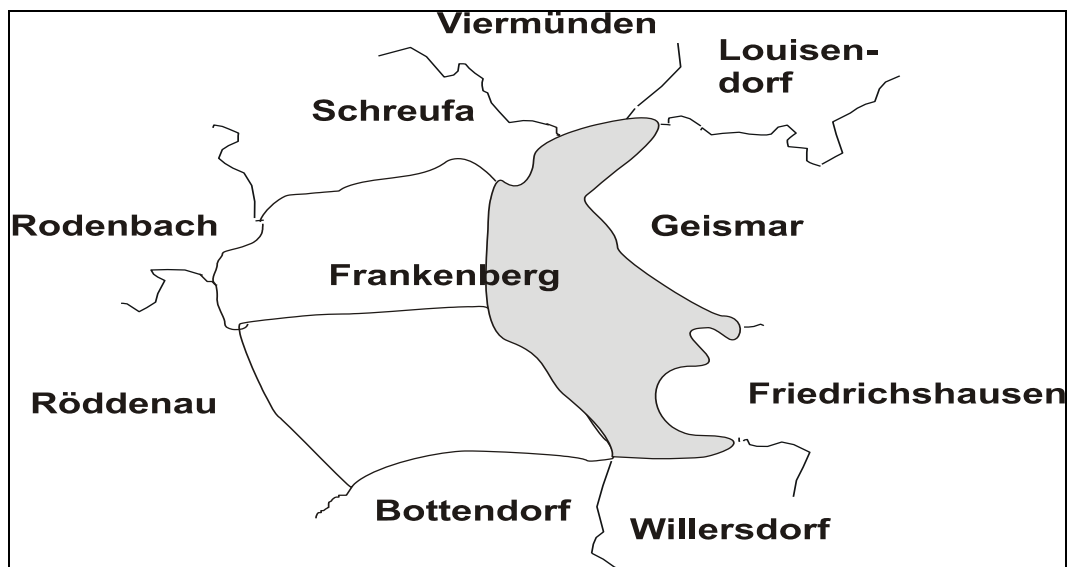 Viermünden
Louisen-
dorf
Schreufa
Rodenbach
Geismar
Frankenberg
Friedrichshausen
Röddenau
Bottendorf
Willersdorf